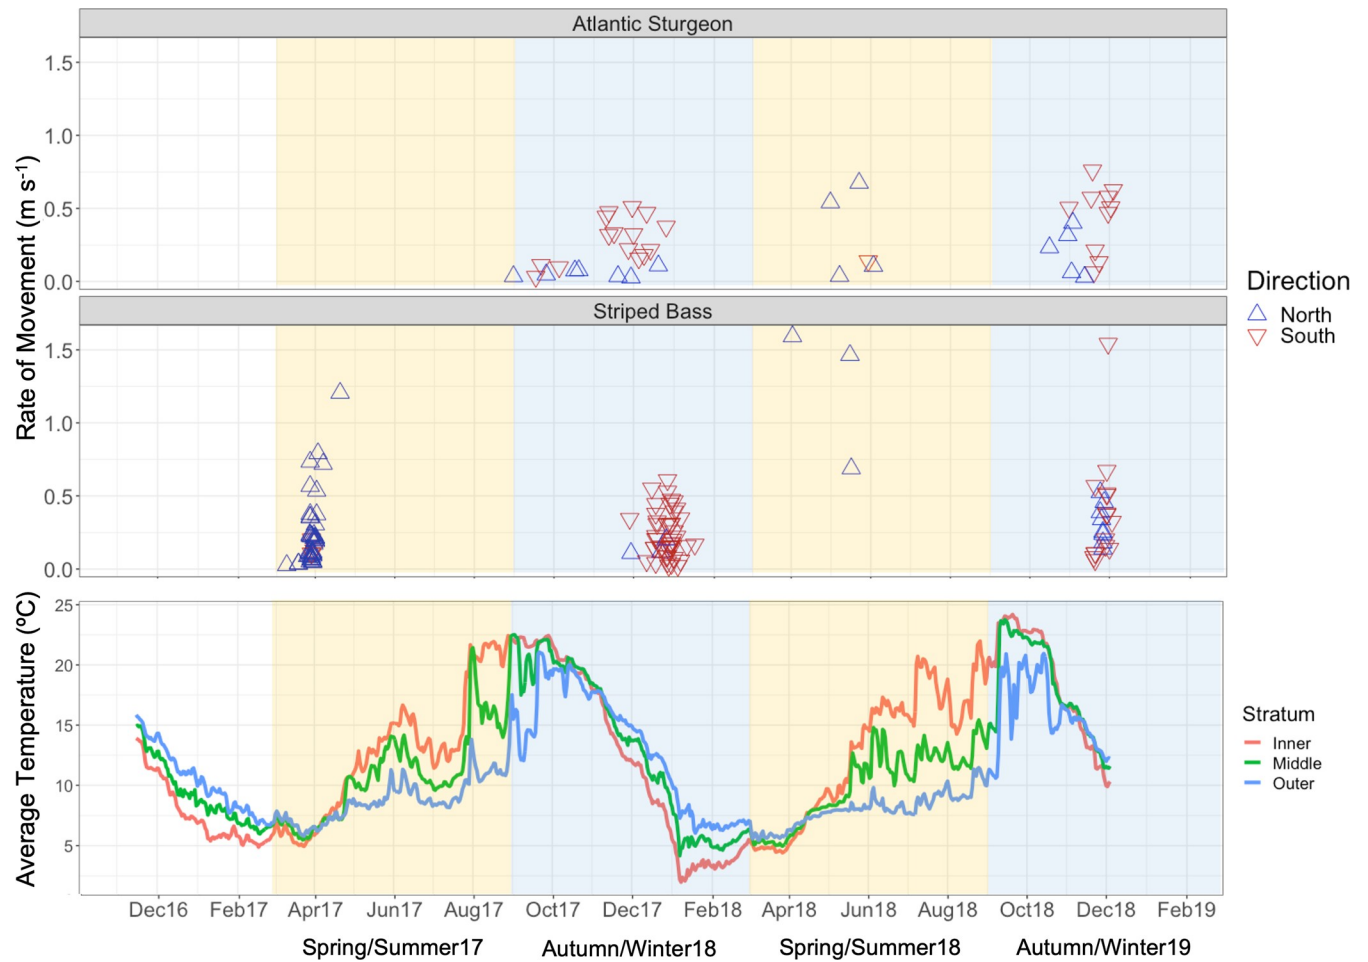 Atlantic Sturgeon
1.5
1.0
0.5
0.0
Striped Bass
1.5
1.0
0.5
0.0
Rate of Movement (m s⁻¹)
Direction
North
South
25
20
15
10
5
Average Temperature (ºC)
Stratum
Inner
Middle
Outer
Dec16 Feb17 Apr17 Jun17 Aug17 Oct17 Dec17 Feb18 Apr18 Jun18 Aug18 Oct18 Dec18 Feb19
Spring/Summer17 Autumn/Winter18 Spring/Summer18 Autumn/Winter19